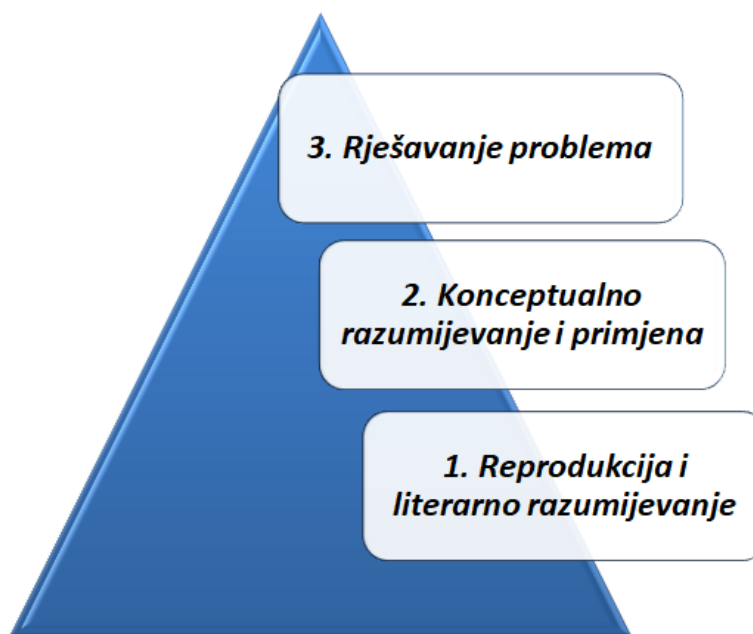 3. Rješavanje problema
2. Konceptualno
razumijevanje i primjena
1. Reprodukcija i
literarno razumijevanje